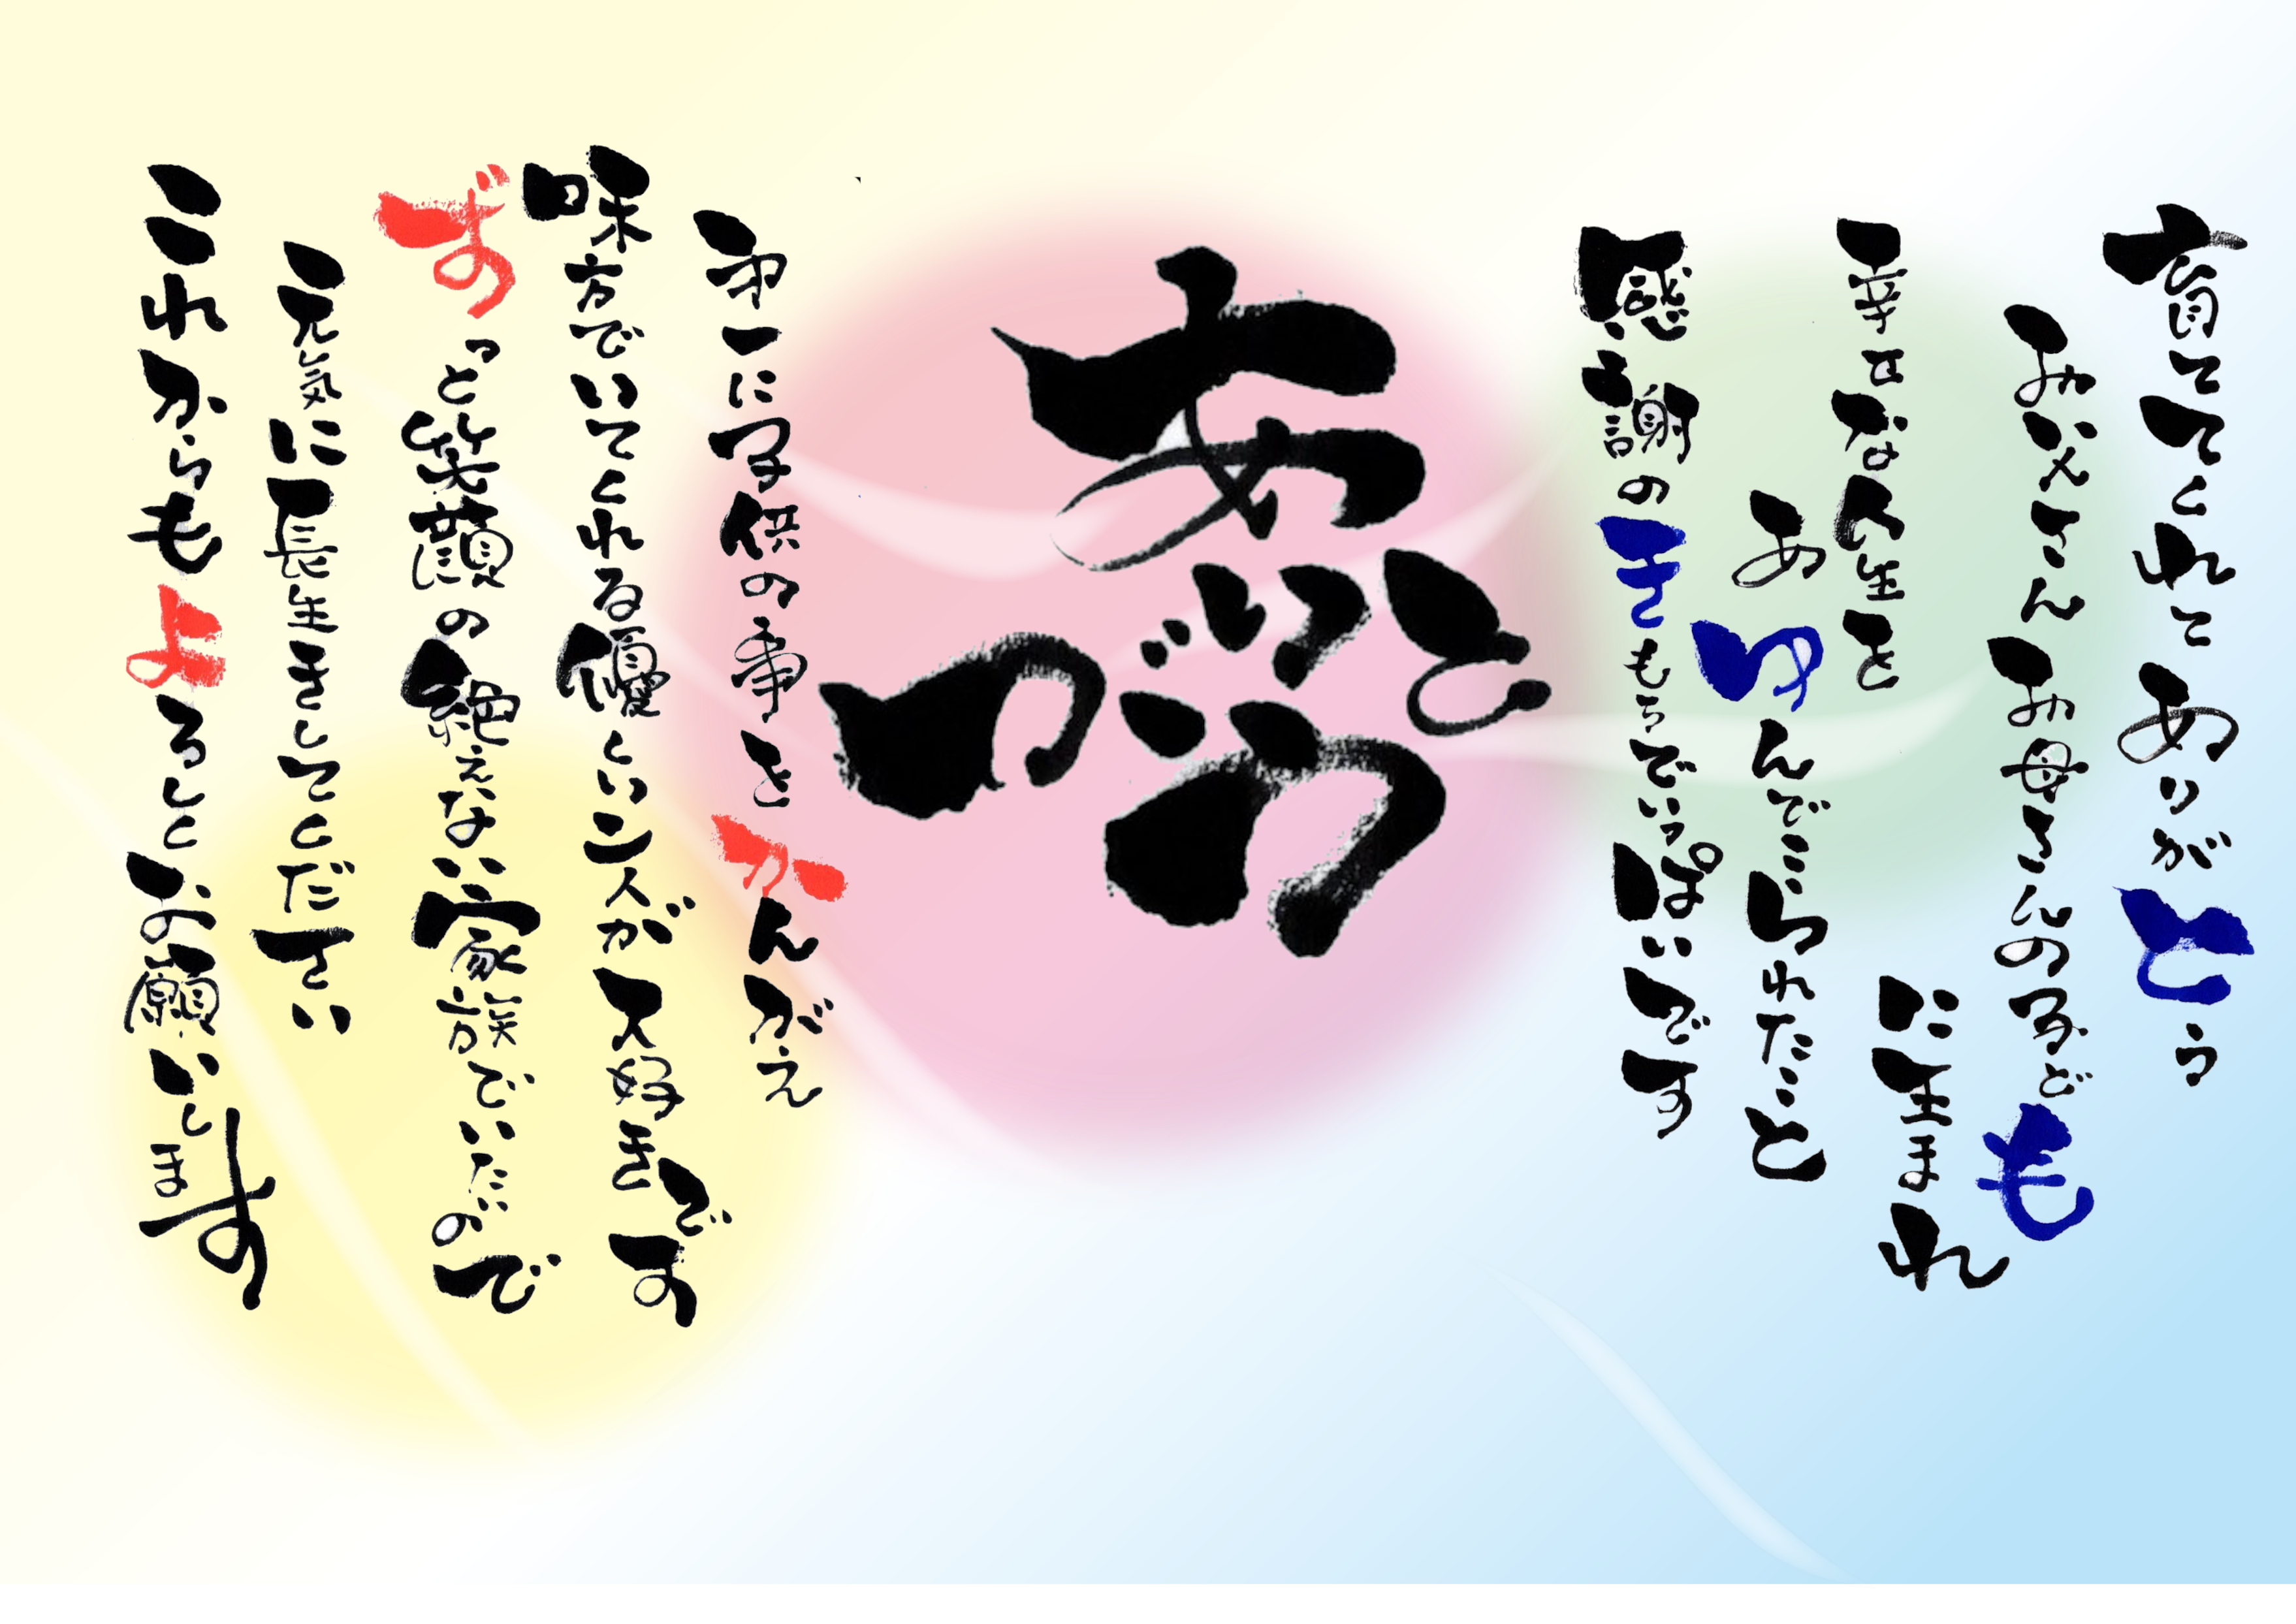 育ててくれてありがとう
お父さんお母さんの子ども
に生まれ
幸せな人生を
あゆんでこられたこと
感謝のきもちでいっぱいです
ありがとう
第一に子供の事をかんがえ
味方でいてくれる優しい二人が大好きです
ずっと笑顔の絶えない家族でいたいので
元気に長生きしてください
これからもよろしくお願いします